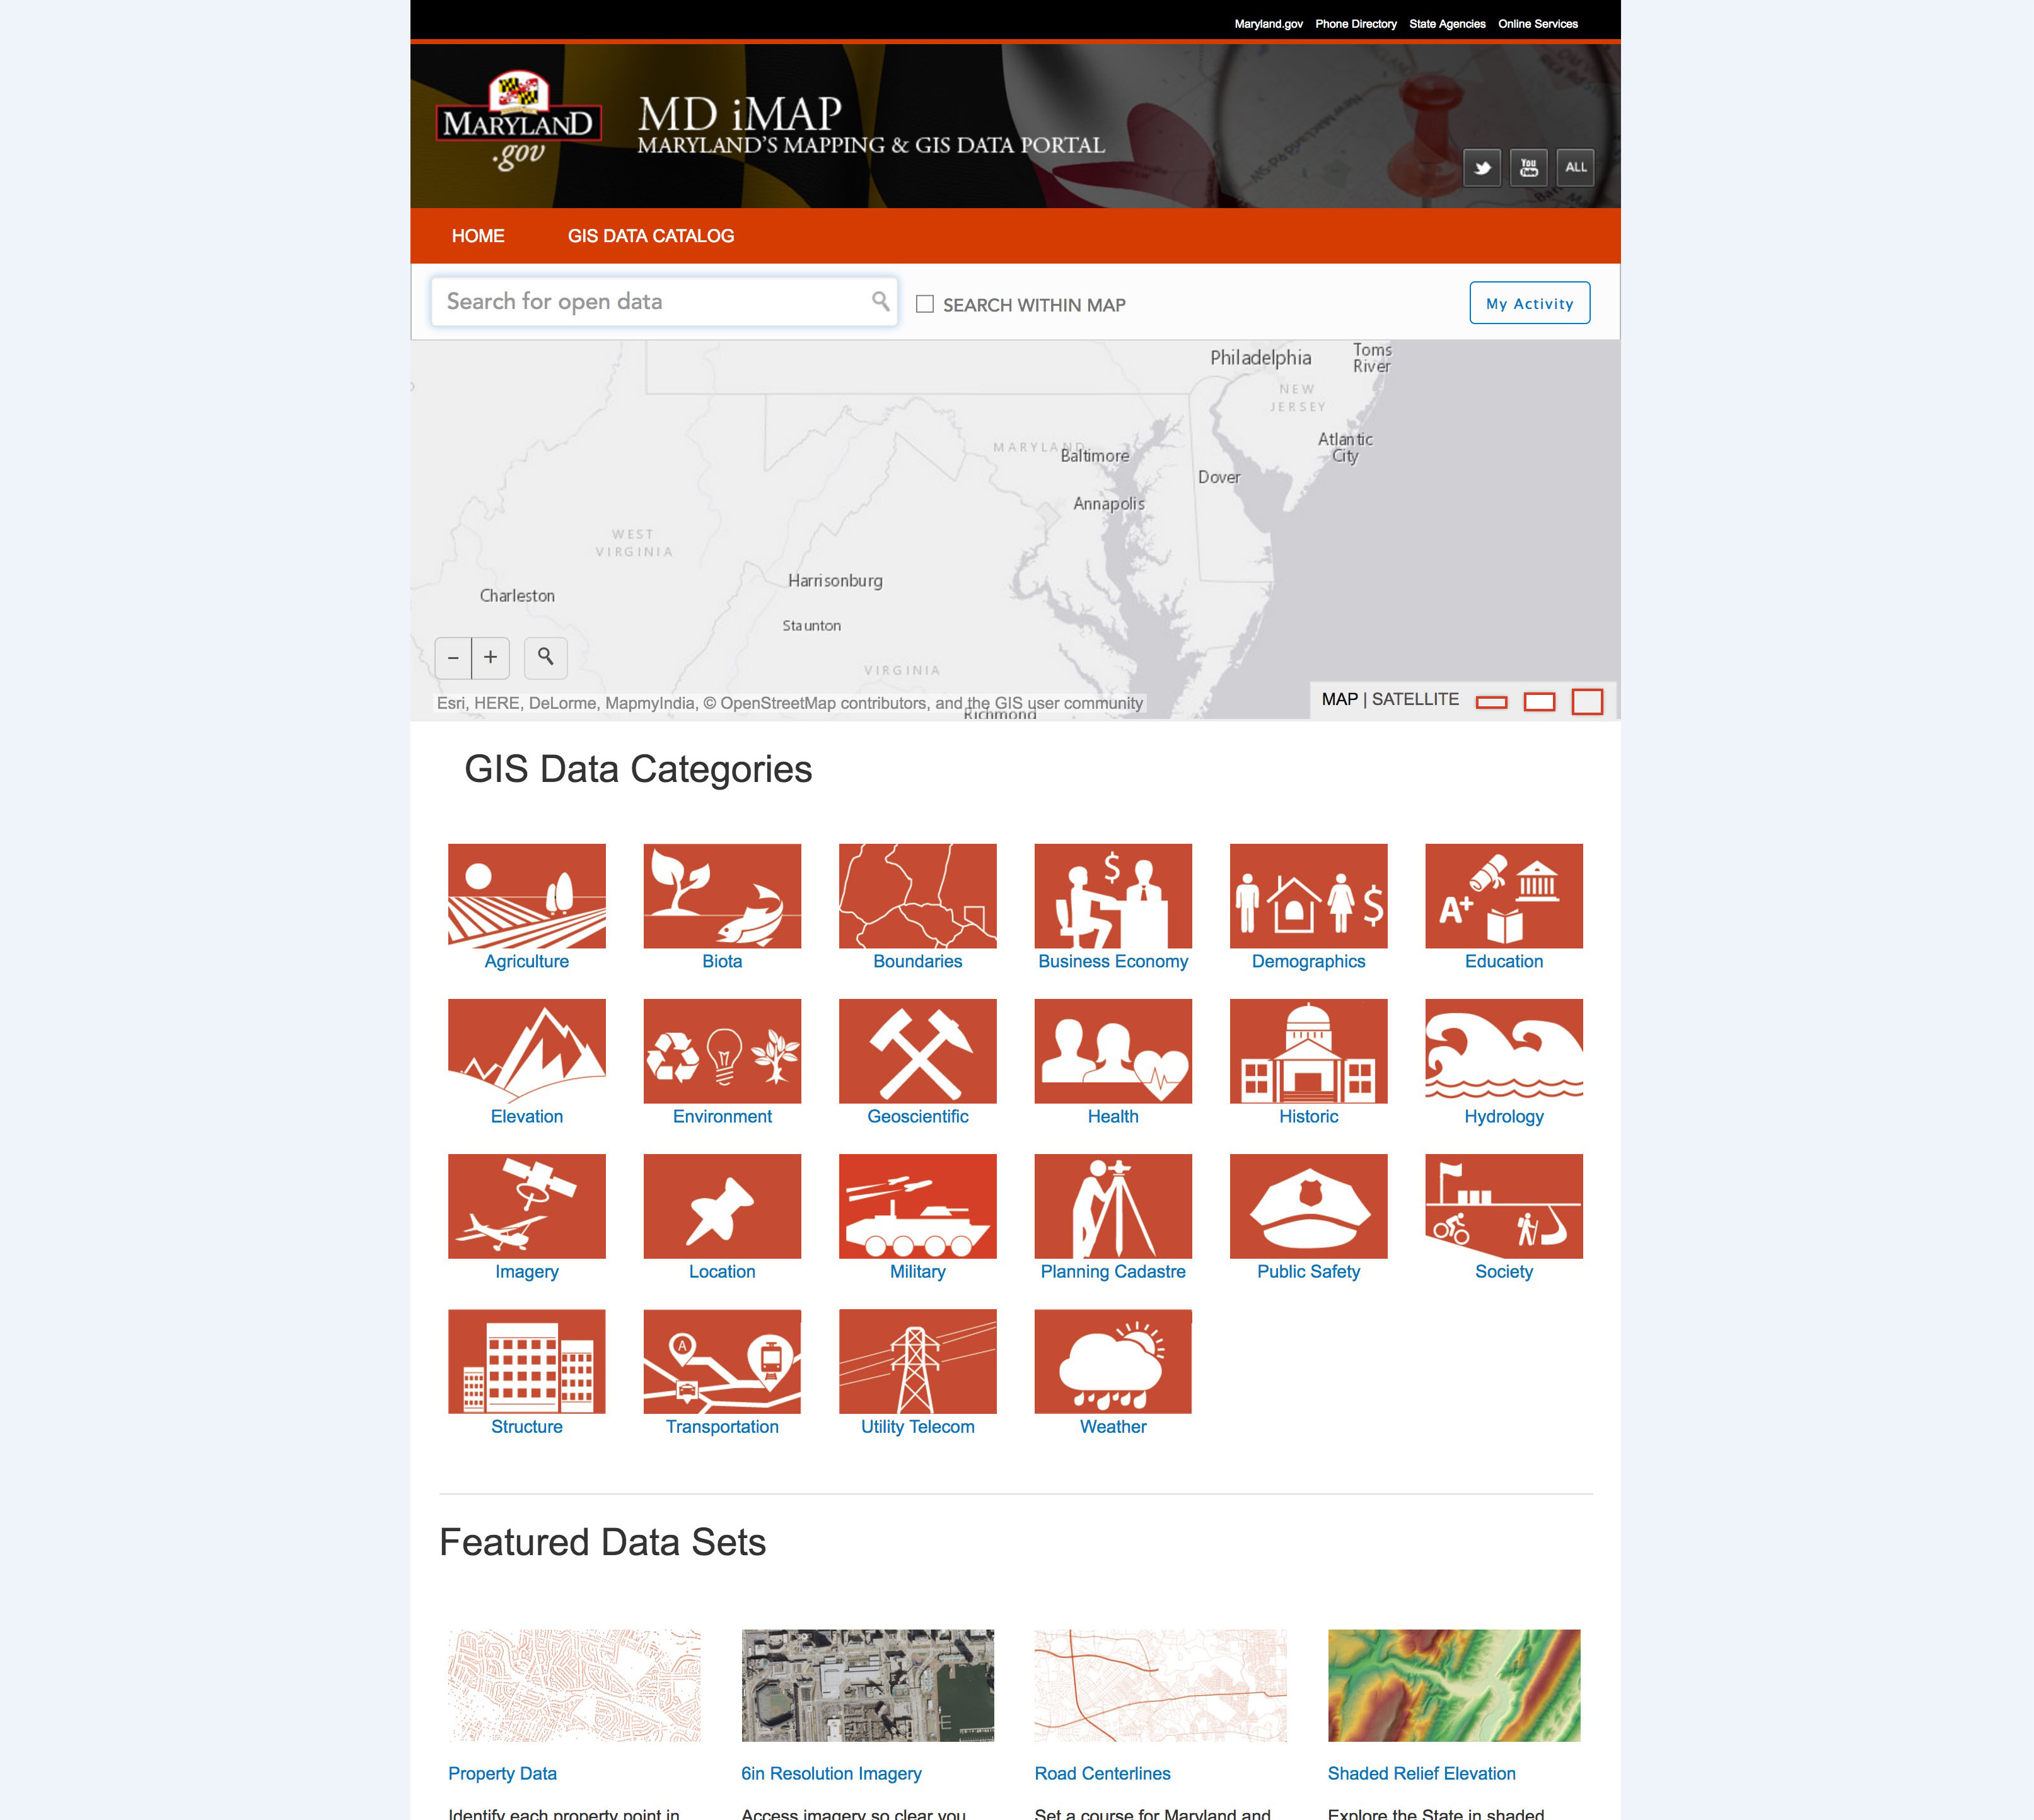 Maryland.gov Phone Directory State Agencies Online Services
MARYLAND
.gov
MD iMAP
MARYLAND'S MAPPING & GIS DATA PORTAL
You
Tube
ALL
HOME GIS DATA CATALOG
Search for open data
SEARCH WITHIN MAP
My Activity
Philadelphia
Toms
River
NEW
JERSEY
MARYLAND
Baltimore
Atlantic
City
Dover
Annapolis
WEST
VIRGINIA
Harrisonburg
Charleston
Staunton
VIRGINIA
− +
Esri, HERE, DeLorme, MapmyIndia, © OpenStreetMap contributors, and the GIS user community
Richmond
MAP | SATELLITE
GIS Data Categories
$
$
A+
Agriculture Biota Boundaries Business Economy Demographics Education
Elevation Environment Geoscientific Health Historic Hydrology
Imagery Location Military Planning Cadastre Public Safety Society
A
Structure Transportation Utility Telecom Weather
Featured Data Sets
Property Data 6in Resolution Imagery Road Centerlines Shaded Relief Elevation
Identify each property point in Access imagery so clear you Set a course for Maryland and Explore the State in shaded